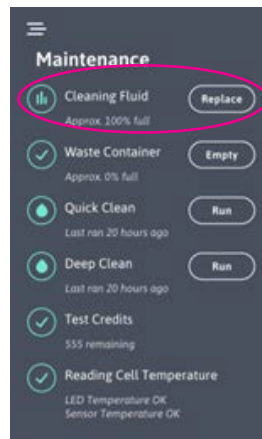 Maintenance
Cleaning Fluid
Replace
Approx. 100% full
Waste Container
Empty
Approx. 0% full
Quick Clean
Run
Last ran 20 hours ago
Deep Clean
Run
Last ran 20 hours ago
Test Credits
555 remaining
Reading Cell Temperature
LED Temperature OK
Sensor Temperature OK